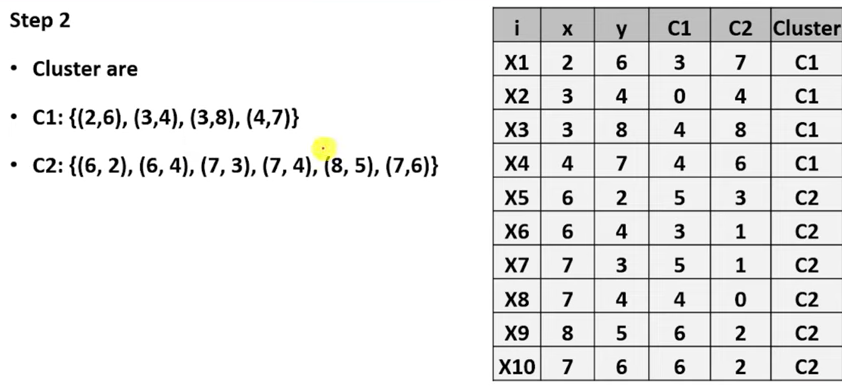 Step 2
• Cluster are
• C1: {(2,6), (3,4), (3,8), (4,7)}
• C2: {(6, 2), (6, 4), (7, 3), (7, 4), (8, 5), (7,6)}
i x y C1 C2 Cluster
X1 2 6 3 7 C1
X2 3 4 0 4 C1
X3 3 8 4 8 C1
X4 4 7 4 6 C1
X5 6 2 5 3 C2
X6 6 4 3 1 C2
X7 7 3 5 1 C2
X8 7 4 4 0 C2
X9 8 5 6 2 C2
X10 7 6 6 2 C2